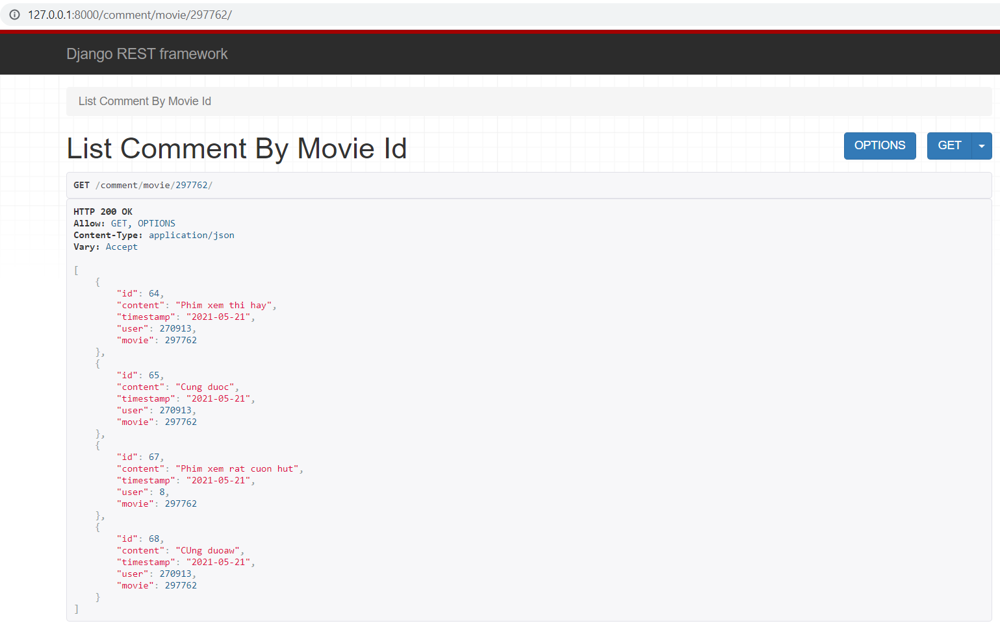 127.0.0.1:8000/comment/movie/297762/
Django REST framework
List Comment By Movie Id
List Comment By Movie Id
OPTIONS
GET
GET /comment/movie/297762/
HTTP 200 OK
Allow: GET, OPTIONS
Content-Type: application/json
Vary: Accept
[
    {
        "id": 64,
        "content": "Phim xem thi hay",
        "timestamp": "2021-05-21",
        "user": 270913,
        "movie": 297762
    },
    {
        "id": 65,
        "content": "Cung duoc",
        "timestamp": "2021-05-21",
        "user": 270913,
        "movie": 297762
    },
    {
        "id": 67,
        "content": "Phim xem rat cuon hut",
        "timestamp": "2021-05-21",
        "user": 8,
        "movie": 297762
    },
    {
        "id": 68,
        "content": "CUng duoaw",
        "timestamp": "2021-05-21",
        "user": 270913,
        "movie": 297762
    }
]